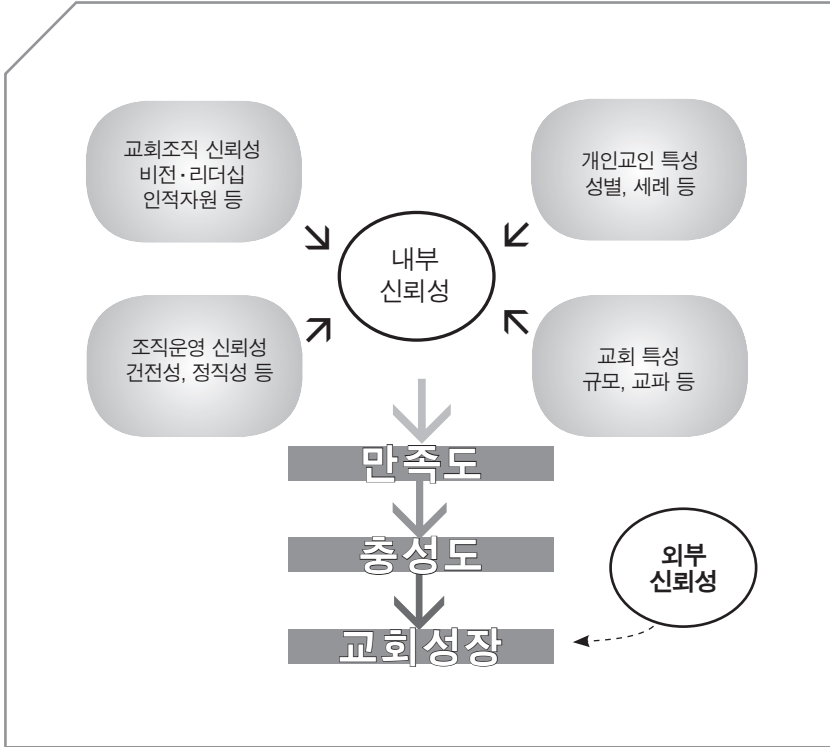 교회조직 신뢰성
비전·리더십
인적자원 등
개인교인 특성
성별, 세례 등
내부
신뢰성
조직운영 신뢰성
건전성, 정직성 등
교회 특성
규모, 교파 등
만족도
충성도
외부
신뢰성
교회성장